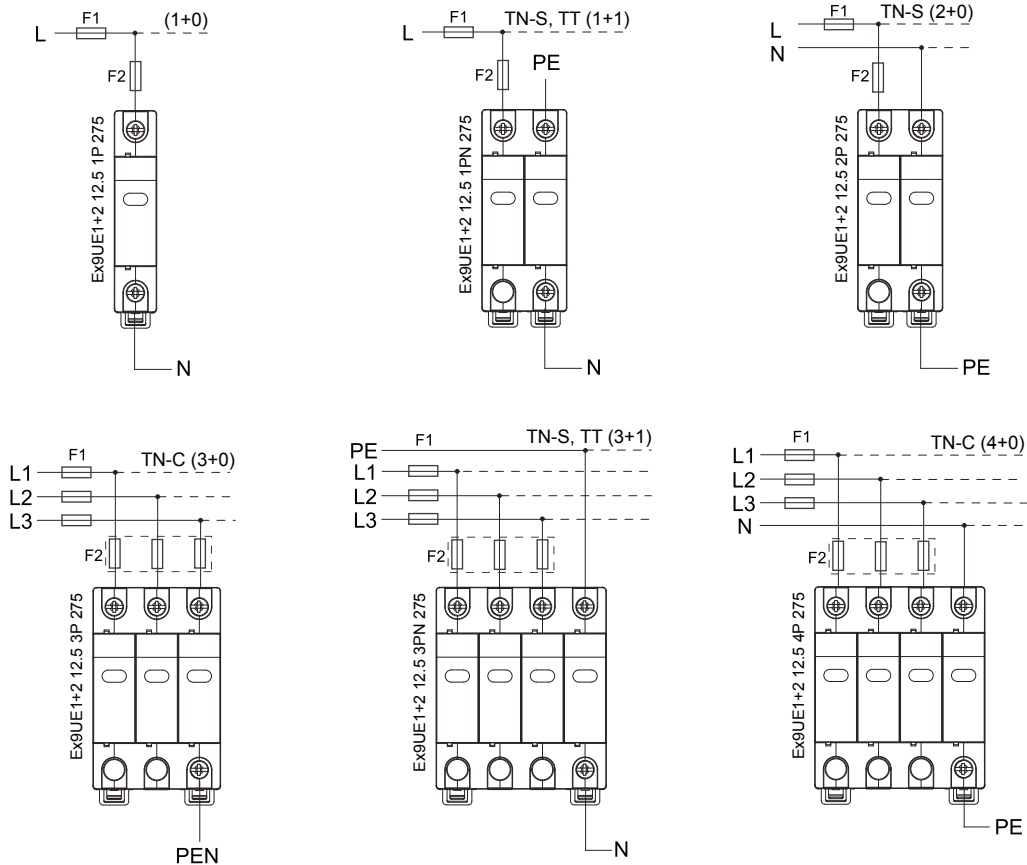 F1
(1+0)
L
F2
Ex9UE1+2 12.5 1P 275
N
F1
TN-S, TT (1+1)
L
F2
PE
Ex9UE1+2 12.5 1PN 275
N
F1
TN-S (2+0)
L
N
F2
Ex9UE1+2 12.5 2P 275
PE
F1
TN-C (3+0)
L1
L2
L3
F2
Ex9UE1+2 12.5 3P 275
PEN
F1
TN-S, TT (3+1)
PE
L1
L2
L3
F2
Ex9UE1+2 12.5 3PN 275
N
F1
TN-C (4+0)
L1
L2
L3
N
F2
Ex9UE1+2 12.5 4P 275
PE